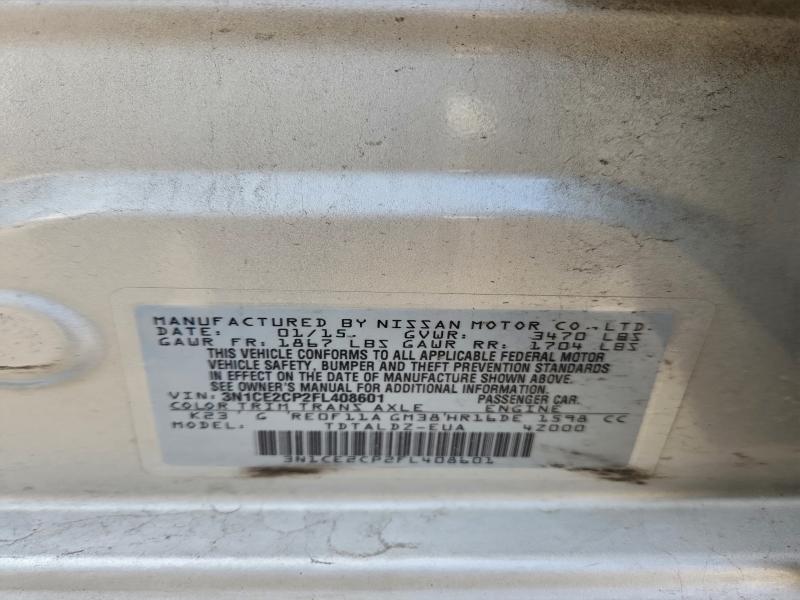 MANUFACTURED BY NISSAN MOTOR CO.,LTD.
DATE: 01/15 GVWR: 3470 LBS
GAWR FR: 1867 LBS GAWR RR: 1704 LBS
THIS VEHICLE CONFORMS TO ALL APPLICABLE FEDERAL MOTOR
VEHICLE SAFETY, BUMPER AND THEFT PREVENTION STANDARDS
IN EFFECT ON THE DATE OF MANUFACTURE SHOWN ABOVE.
SEE OWNER'S MANUAL FOR ADDITIONAL INFORMATION.
VIN: 3N1CE2CP2FL408601 PASSENGER CAR.
COLOR TRIM TRANS AXLE ENGINE
K23 G RE0F11A GM38 HR16DE 1598 CC
MODEL: TDTALDZ-EUA 4Z000
3N1CE2CP2FL408601